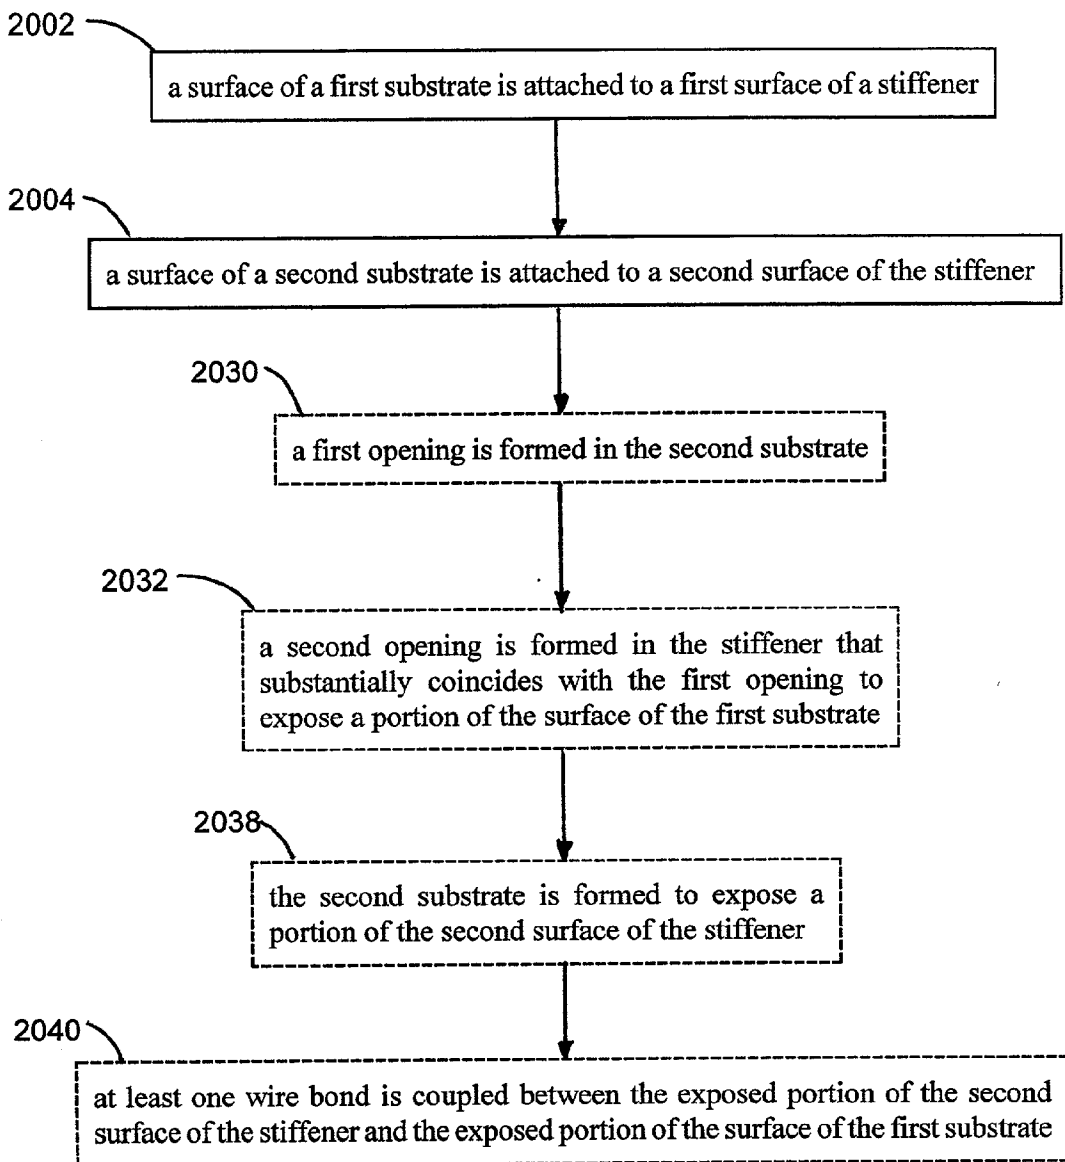 2002
a surface of a first substrate is attached to a first surface of a stiffener
2004
a surface of a second substrate is attached to a second surface of the stiffener
2030
a first opening is formed in the second substrate
2032
a second opening is formed in the stiffener that
substantially coincides with the first opening to
expose a portion of the surface of the first substrate
2038
the second substrate is formed to expose a
portion of the second surface of the stiffener
2040
at least one wire bond is coupled between the exposed portion of the second
surface of the stiffener and the exposed portion of the surface of the first substrate